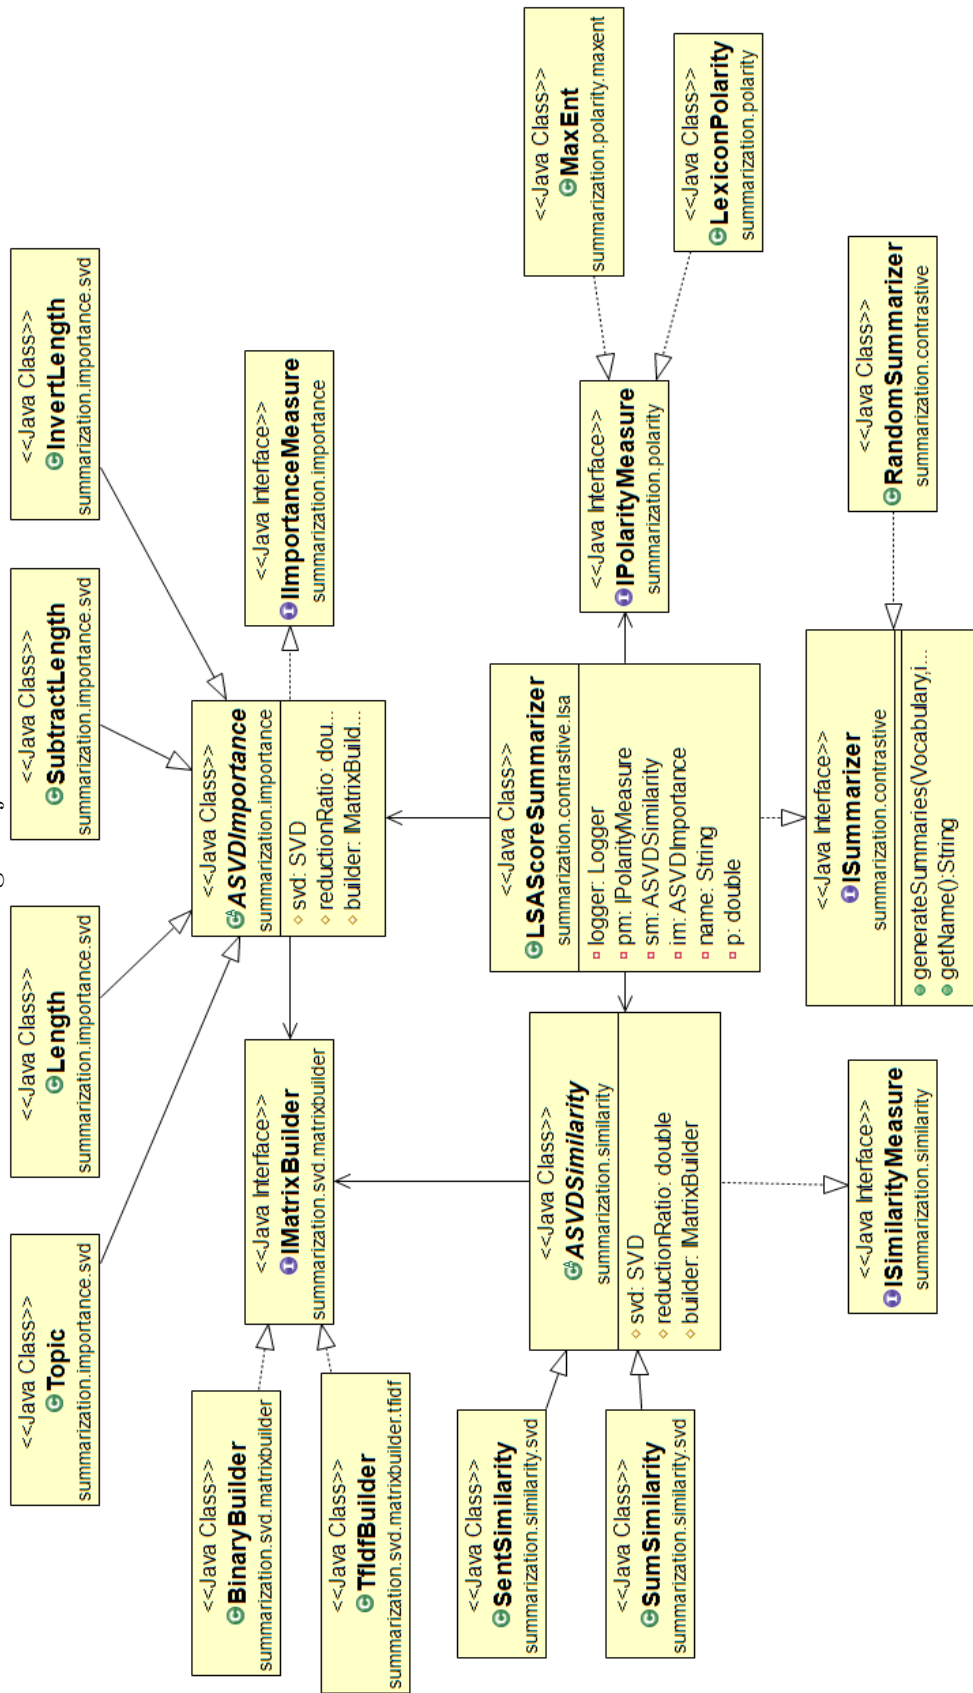 <<Java Class>>
Topic
summarization.importance.svd
<<Java Class>>
Length
summarization.importance.svd
<<Java Class>>
SubtractLength
summarization.importance.svd
<<Java Class>>
InvertLength
summarization.importance.svd
<<Java Class>>
BinaryBuilder
summarization.svd.matrixbuilder
<<Java Class>>
TfIdfBuilder
summarization.svd.matrixbuilder.tfidf
<<Java Interface>>
IMatrixBuilder
summarization.svd.matrixbuilder
<<Java Class>>
ASVDImportance
summarization.importance
svd: SVD
reductionRatio: dou...
builder: IMatrixBuild...
<<Java Interface>>
IImportanceMeasure
summarization.importance
<<Java Class>>
SentSimilarity
summarization.similarity.svd
<<Java Class>>
SumSimilarity
summarization.similarity.svd
<<Java Class>>
ASVDSimilarity
summarization.similarity
svd: SVD
reductionRatio: double
builder: IMatrixBuilder
<<Java Class>>
LSAScoreSummarizer
summarization.contrastive.lsa
logger: Logger
pm: IPolarityMeasure
sm: ASVDSimilarity
im: ASVDImportance
name: String
p: double
<<Java Interface>>
IPolarityMeasure
summarization.polarity
<<Java Class>>
MaxEnt
summarization.polarity.maxent
<<Java Class>>
LexiconPolarity
summarization.polarity
<<Java Interface>>
ISimilarityMeasure
summarization.similarity
<<Java Interface>>
ISummarizer
summarization.contrastive
generateSummaries(Vocabulary,i...
getName():String
<<Java Class>>
RandomSummarizer
summarization.contrastive